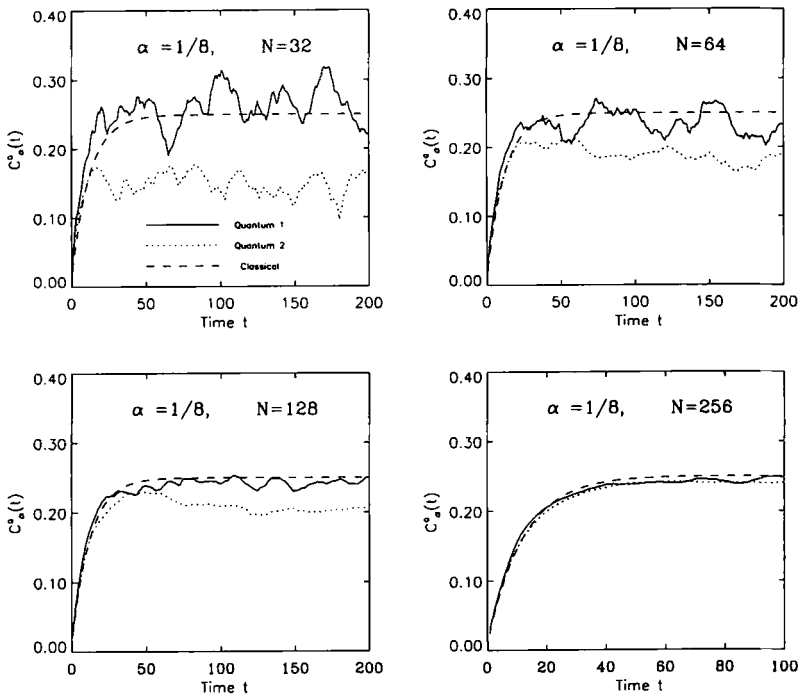 α =1/8, N=32
0.40
0.30
0.20
0.10
0.00
C°ₐ(t)
Quantum 1
Quantum 2
Classical
0 50 100 150 200
Time t
α =1/8, N=64
0.40
0.30
0.20
0.10
0.00
C°ₐ(t)
0 50 100 150 200
Time t
α =1/8, N=128
0.40
0.30
0.20
0.10
0.00
C°ₐ(t)
0 50 100 150 200
Time t
α =1/8, N=256
0.40
0.30
0.20
0.10
0.00
C°ₐ(t)
0 20 40 60 80 100
Time t